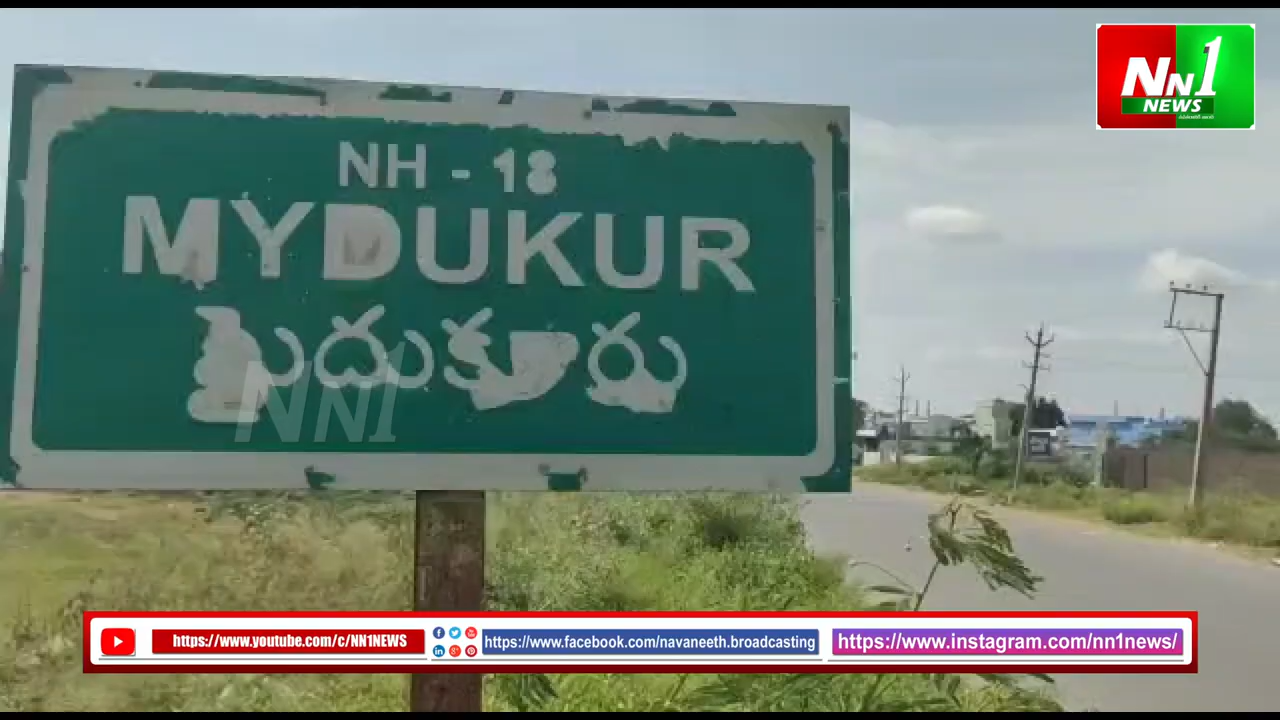 NN1
NEWS
NH - 18
MYDUKUR
NN1
https://www.youtube.com/c/NN1NEWS
https://www.facebook.com/navaneeth.broadcasting
https://www.instagram.com/nn1news/